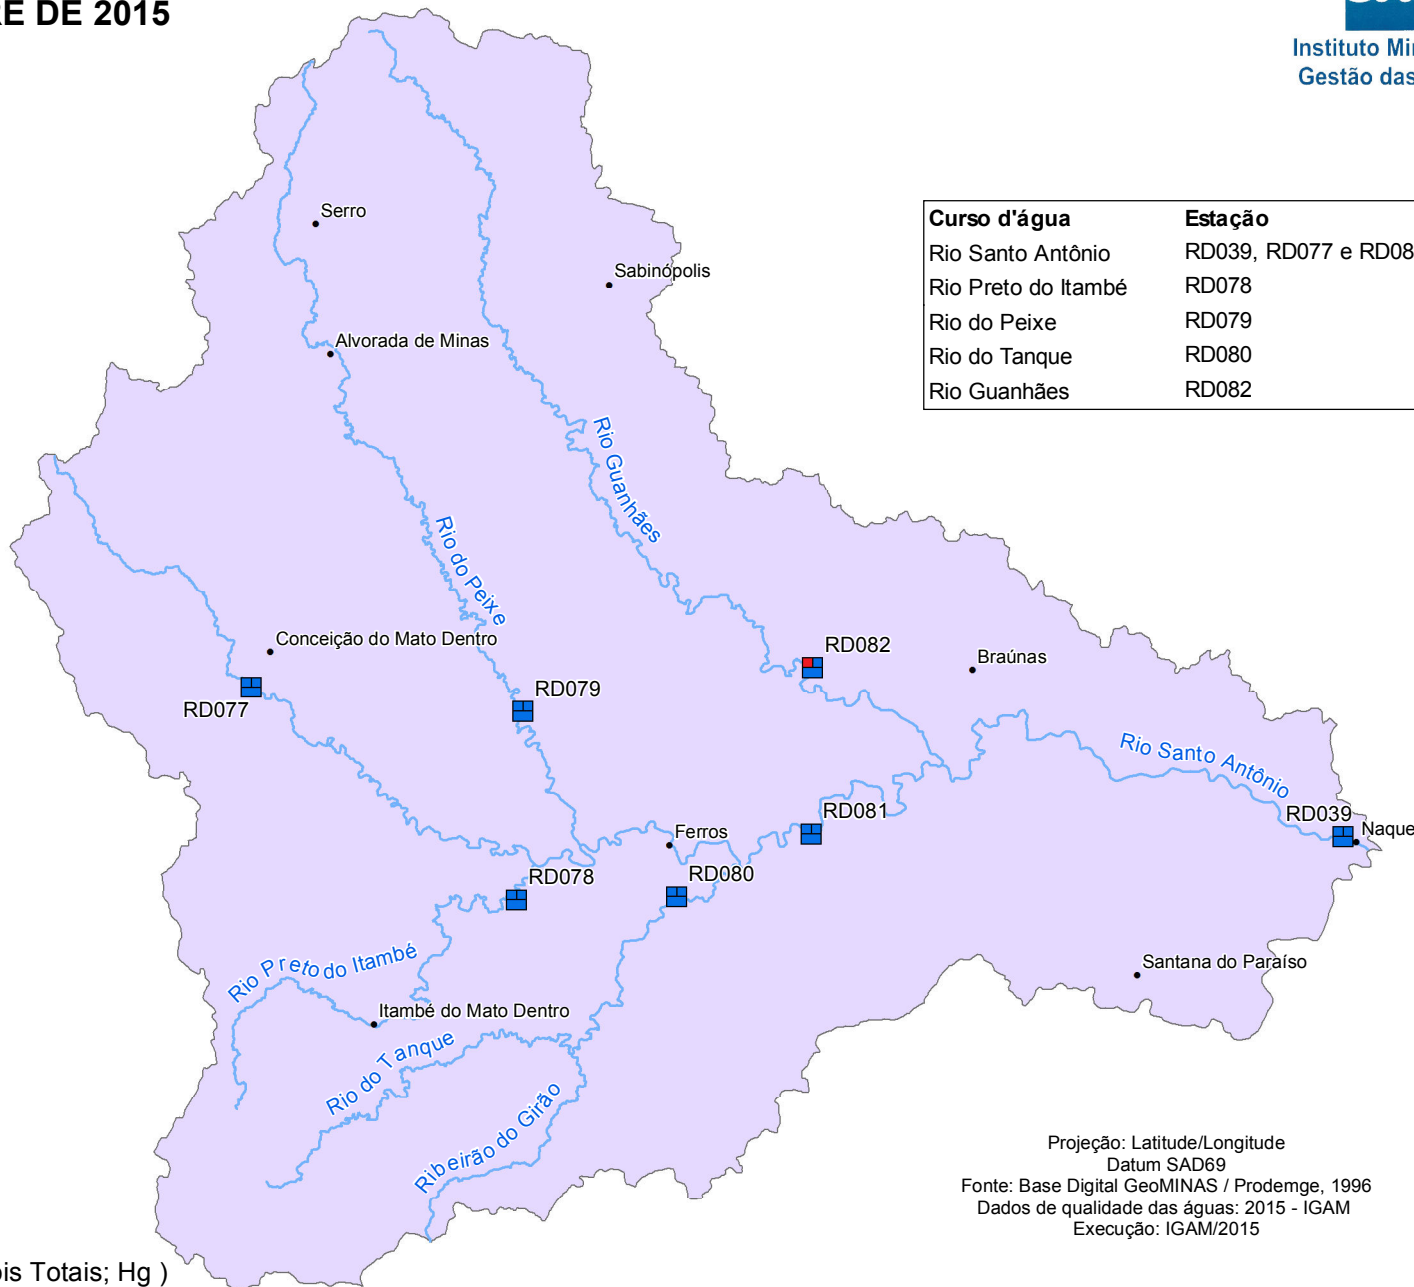 DE 2015
Instituto
Gestão das
Serro
Sabinópolis
Alvorada de Minas
Curso d'água Estação
Rio Santo Antônio RD039, RD077 e
Rio Preto do Itambé RD078
Rio do Peixe RD079
Rio do Tanque RD080
Rio Guanhães RD082
Rio Guanhães
Rio do Peixe
Conceição do Mato Dentro
RD082
Braúnas
RD077
RD079
Rio Santo Antônio
RD081
RD039
Naque
Ferros
RD078
RD080
Rio Preto do Itambé
Santana do Paraíso
Itambé do Mato Dentro
Rio do Tanque
Ribeirão do Girão
Projeção: Latitude/Longitude
Datum SAD69
Fonte: Base Digital GeoMINAS / Prodemge, 1996
Dados de qualidade das águas: 2015 - IGAM
Execução: IGAM/2015
Totais; Hg )